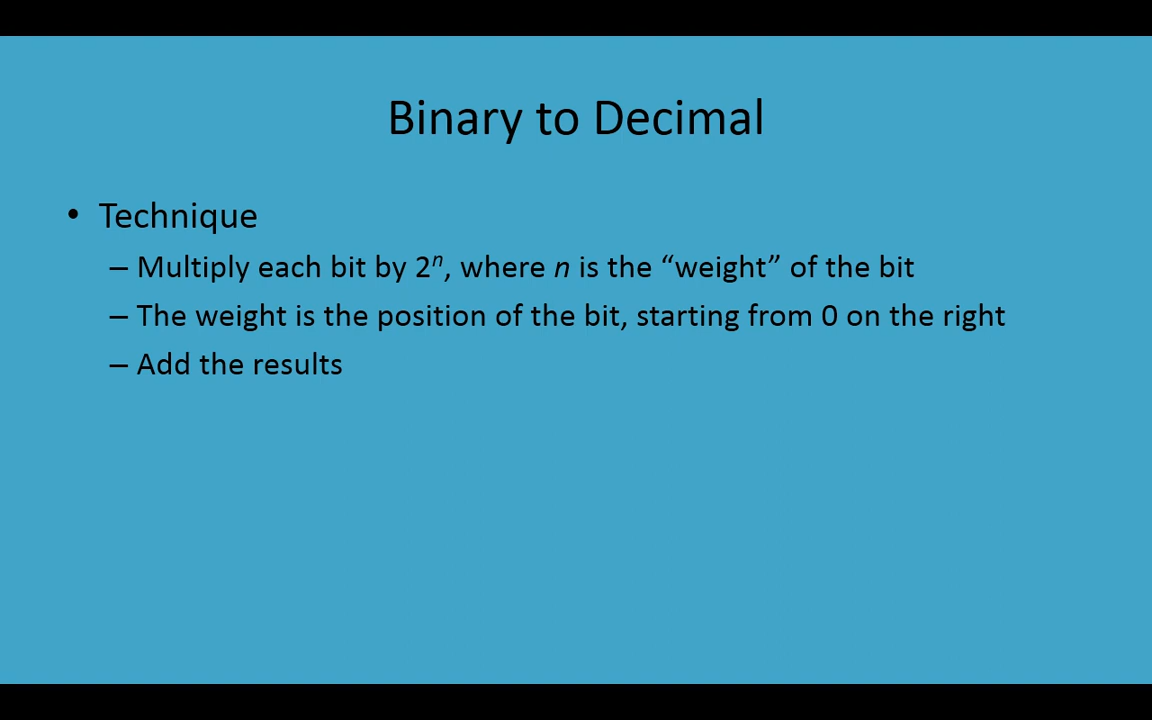 Binary to Decimal
• Technique
– Multiply each bit by 2ⁿ, where n is the “weight” of the bit
– The weight is the position of the bit, starting from 0 on the right
– Add the results